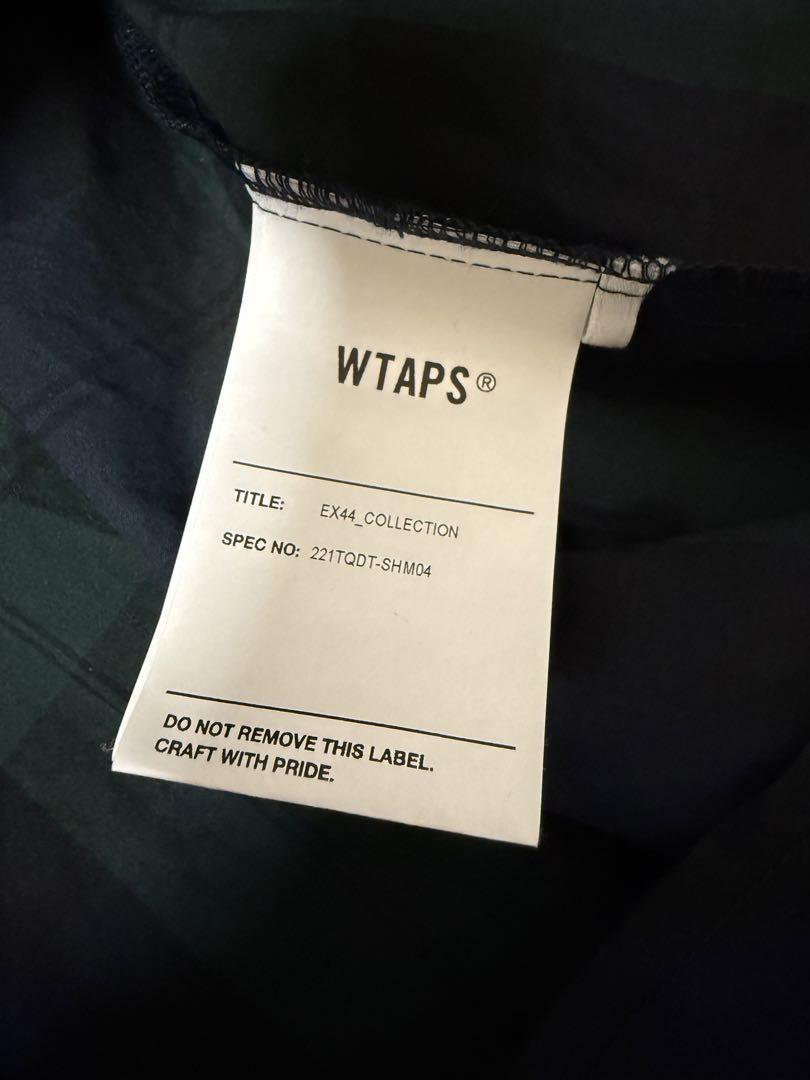 WTAPS®
TITLE: EX44_COLLECTION
SPEC NO: 221TQDT-SHM04
DO NOT REMOVE THIS LABEL.
CRAFT WITH PRIDE.